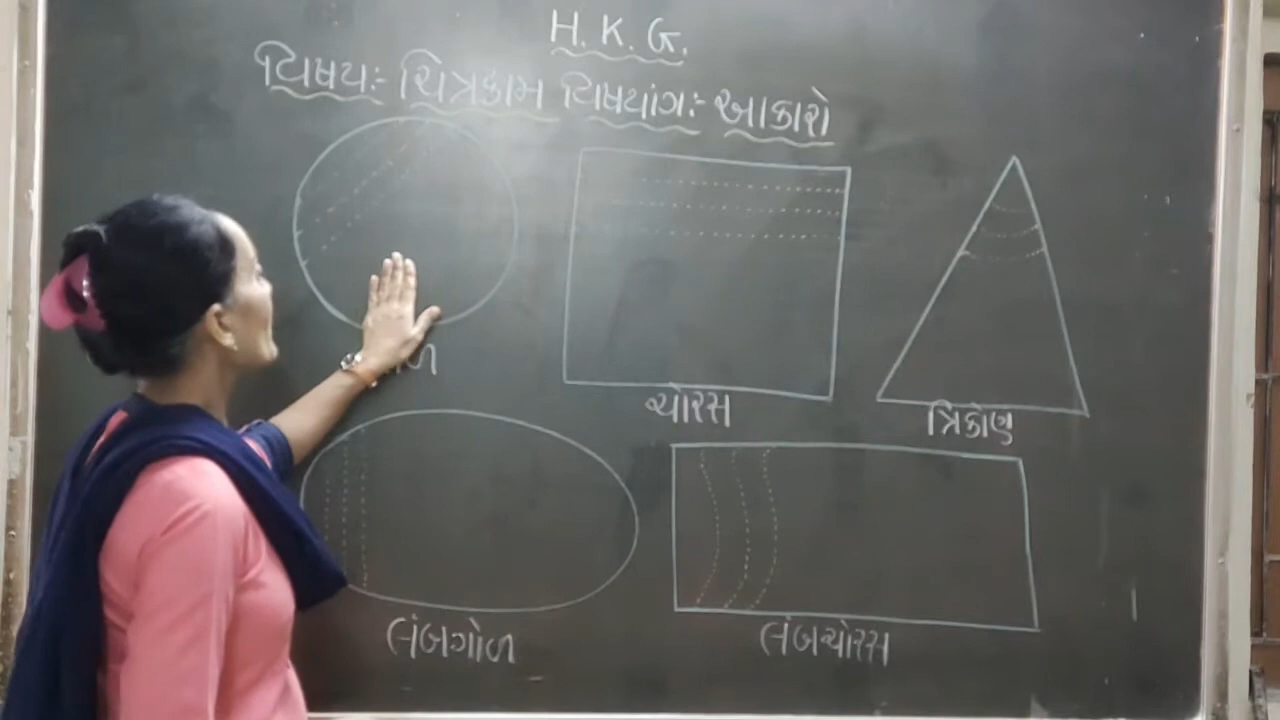 H. K. G.
વિષય:- ચિત્રકામ વિષયાંગ:- આકારો
ચોરસ
ત્રિકોણ
લંબગોળ
લંબચોરસ